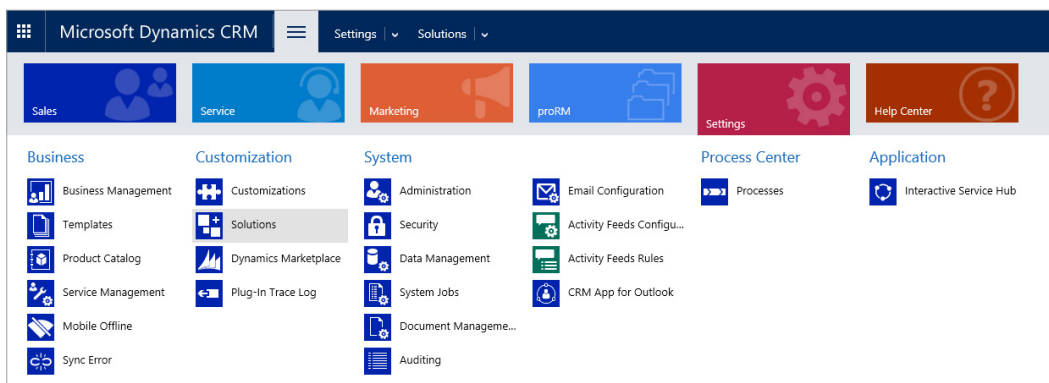 Microsoft Dynamics CRM Settings Solutions
Sales Service Marketing proRM Settings Help Center
Business
Business Management
Templates
Product Catalog
Service Management
Mobile Offline
Sync Error
Customization
Customizations
Solutions
Dynamics Marketplace
Plug-In Trace Log
System
Administration
Security
Data Management
System Jobs
Document Manageme...
Auditing
Email Configuration
Activity Feeds Configu...
Activity Feeds Rules
CRM App for Outlook
Process Center
Processes
Application
Interactive Service Hub